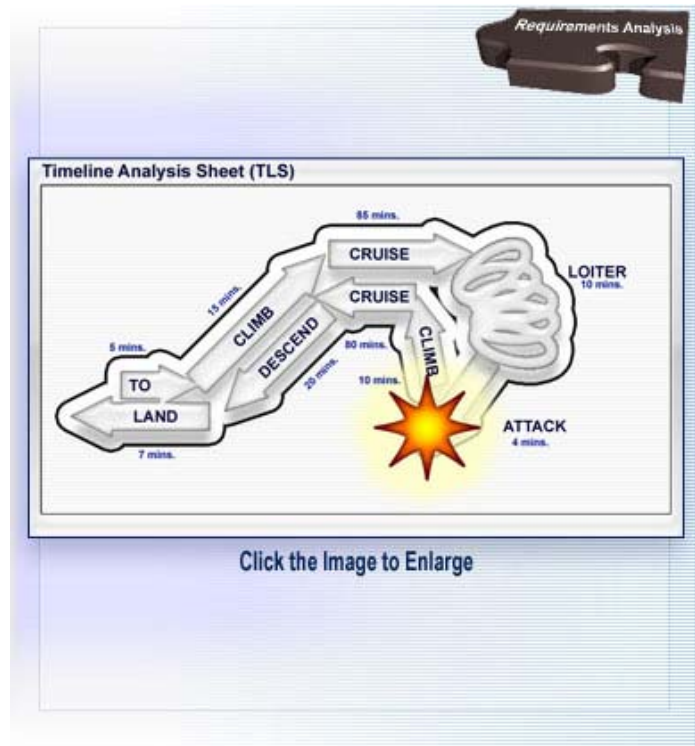 Requirements Analysis
Timeline Analysis Sheet (TLS)
85 mins.
CRUISE
LOITER
10 mins.
15 mins.
CRUISE
CLIMB
5 mins.
DESCEND
80 mins.
CLIMB
TO
20 mins.
10 mins.
LAND
ATTACK
4 mins.
7 mins.
Click the Image to Enlarge